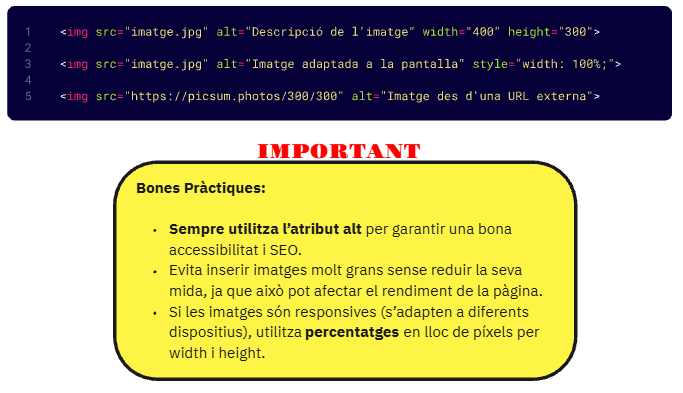 1 <img src="imatge.jpg" alt="Descripció de l'imatge" width="400" height="300">
2
3 <img src="imatge.jpg" alt="Imatge adaptada a la pantalla" style="width: 100%;">
4
5 <img src="https://picsum.photos/300/300" alt="Imatge des d'una URL externa">
IMPORTANT
Bones Pràctiques:
• Sempre utilitza l’atribut alt per garantir una bona
accessibilitat i SEO.
• Evita inserir imatges molt grans sense reduir la seva
mida, ja que això pot afectar el rendiment de la pàgina.
• Si les imatges són responsives (s’adapten a diferents
dispositius), utilitza percentatges en lloc de píxels per
width i height.